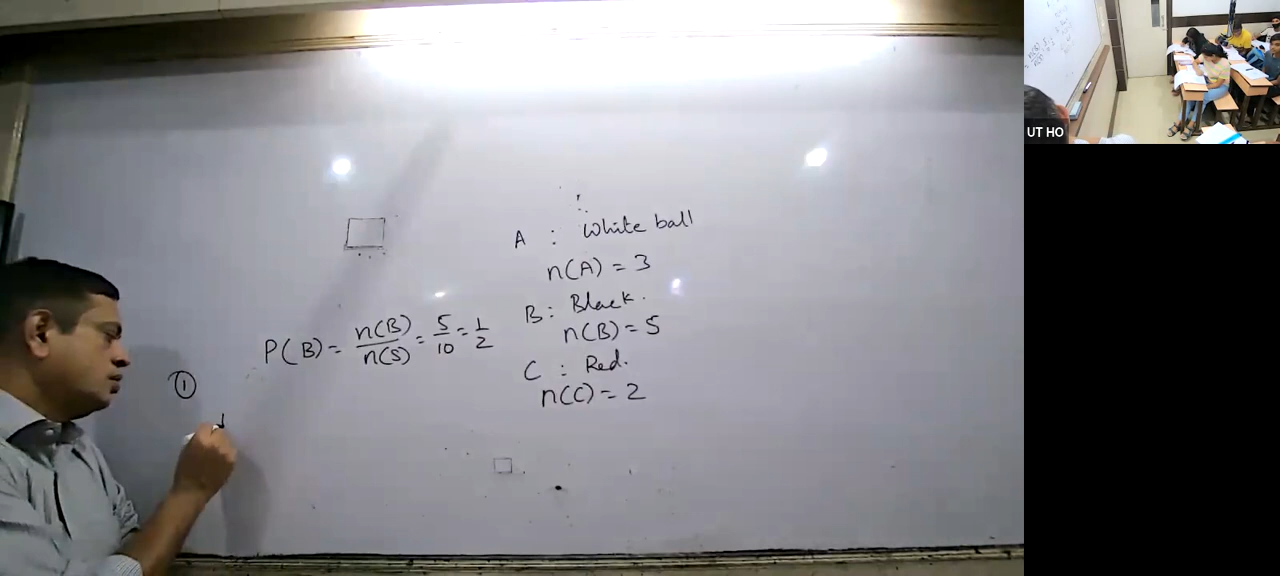 A : White ball
n(A) = 3
B : Black.
n(B) = 5
P(B) = n(B)/n(S) = 5/10 = 1/2
C : Red.
n(C) = 2
①
UT HO